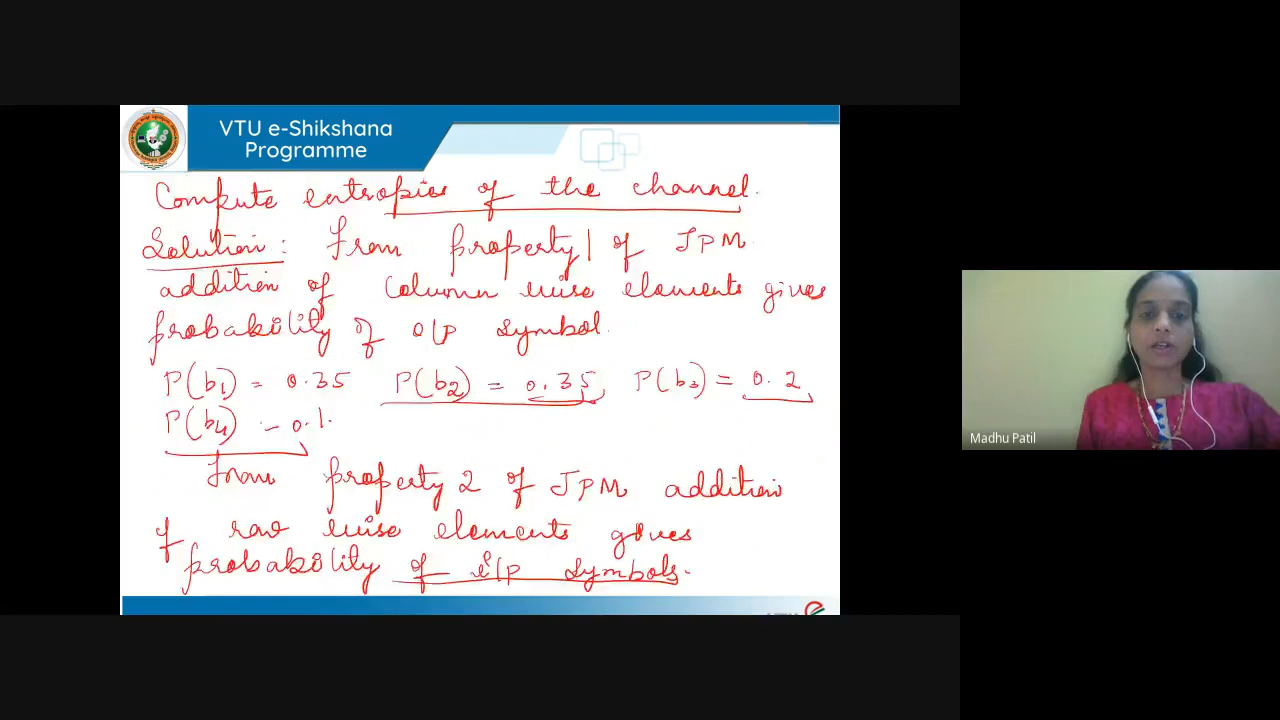 VTU e-Shikshana
Programme
Compute entropies of the channel.
Solution: From property 1 of JPM
addition of column wise elements gives
probability of o/p symbol.
P(b1) = 0.35 P(b2) = 0.35 P(b3) = 0.2
P(b4) = 0.1.
From property 2 of JPM addition
of row wise elements gives
probability of i/p symbols.
Madhu Patil